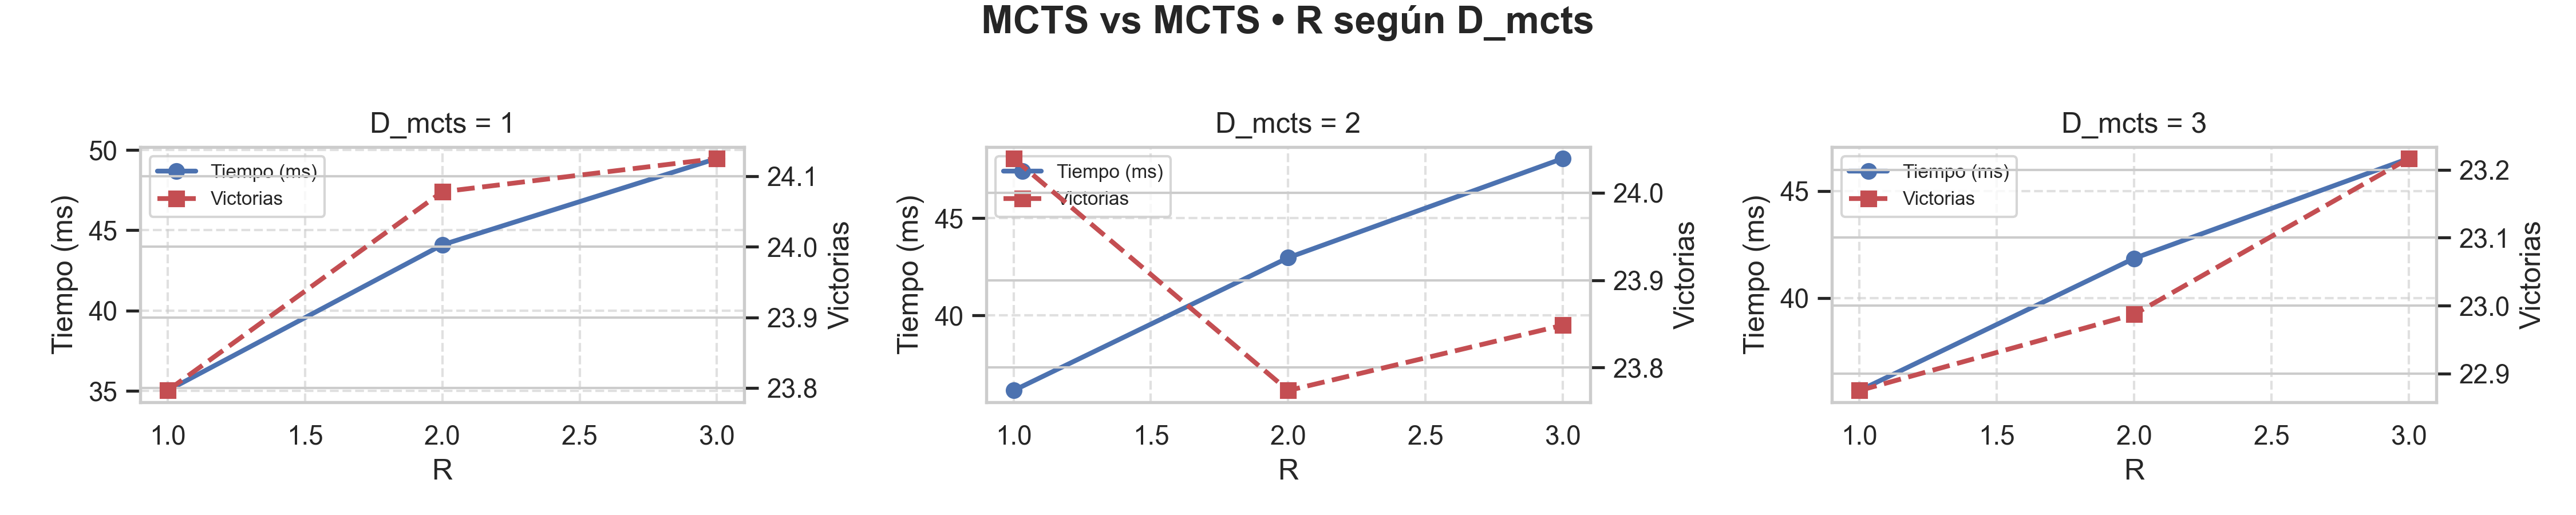 MCTS vs MCTS • R según D_mcts
D_mcts = 1
50
45
40
35
Tiempo (ms)
Tiempo (ms)
Victorias
24.1
24.0
23.9
23.8
Victorias
1.0 1.5 2.0 2.5 3.0
R
D_mcts = 2
45
40
Tiempo (ms)
Tiempo (ms)
Victorias
24.0
23.9
23.8
Victorias
1.0 1.5 2.0 2.5 3.0
R
D_mcts = 3
45
40
Tiempo (ms)
Tiempo (ms)
Victorias
23.2
23.1
23.0
22.9
Victorias
1.0 1.5 2.0 2.5 3.0
R